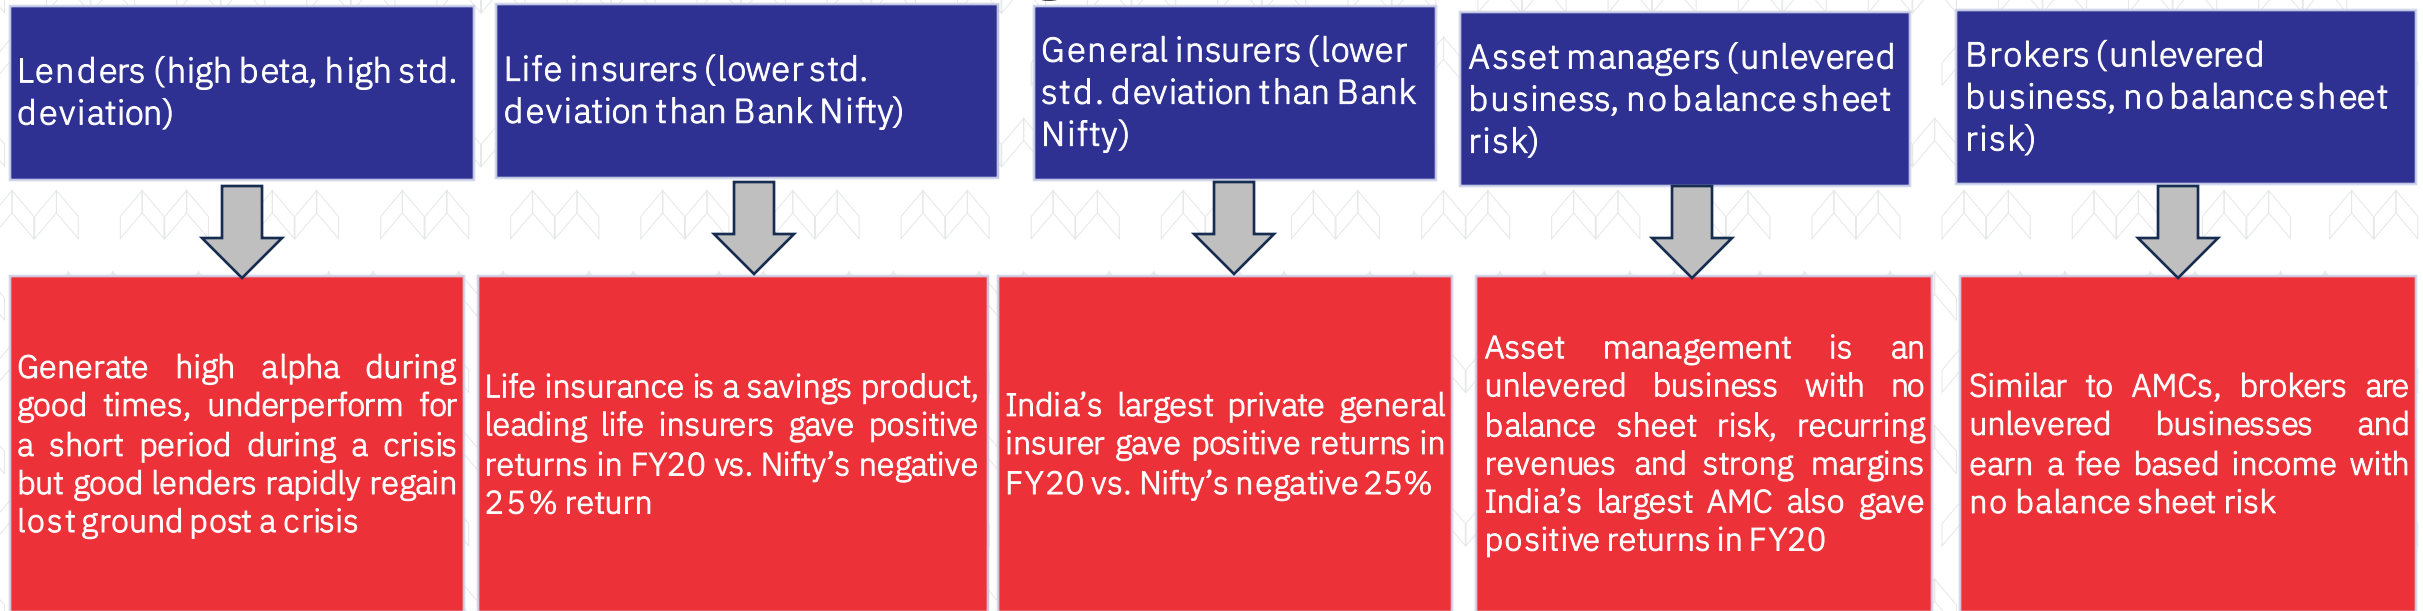 Lenders (high beta, high std.
deviation)
Life insurers (lower std.
deviation than Bank Nifty)
General insurers (lower
std. deviation than Bank
Nifty)
Asset managers (unlevered
business, no balance sheet
risk)
Brokers (unlevered
business, no balance sheet
risk)
Generate high alpha during
good times, underperform for
a short period during a crisis
but good lenders rapidly regain
lost ground post a crisis
Life insurance is a savings product,
leading life insurers gave positive
returns in FY20 vs. Nifty’s negative
25% return
India’s largest private general
insurer gave positive returns in
FY20 vs. Nifty’s negative 25%
Asset management is an
unlevered business with no
balance sheet risk, recurring
revenues and strong margins
India’s largest AMC also gave
positive returns in FY20
Similar to AMCs, brokers are
unlevered businesses and
earn a fee based income with
no balance sheet risk